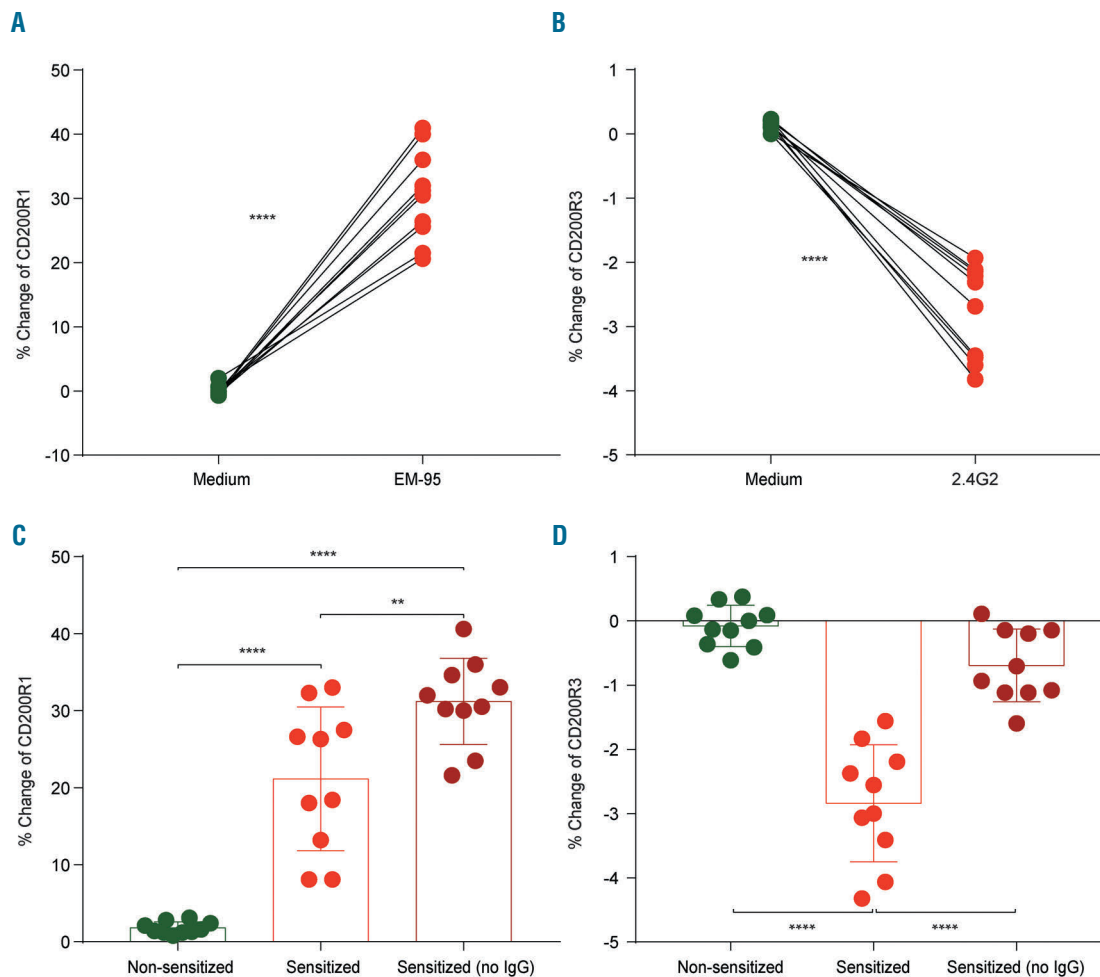 A
50
40
30
20
10
0
-10
% Change of CD200R1
****
Medium
EM-95
B
1
0
-1
-2
-3
-4
-5
% Change of CD200R3
****
Medium
2.4G2
C
50
40
30
20
10
0
% Change of CD200R1
****
**
****
Non-sensitized
Sensitized
Sensitized (no IgG)
D
1
0
-1
-2
-3
-4
-5
% Change of CD200R3
****
****
Non-sensitized
Sensitized
Sensitized (no IgG)